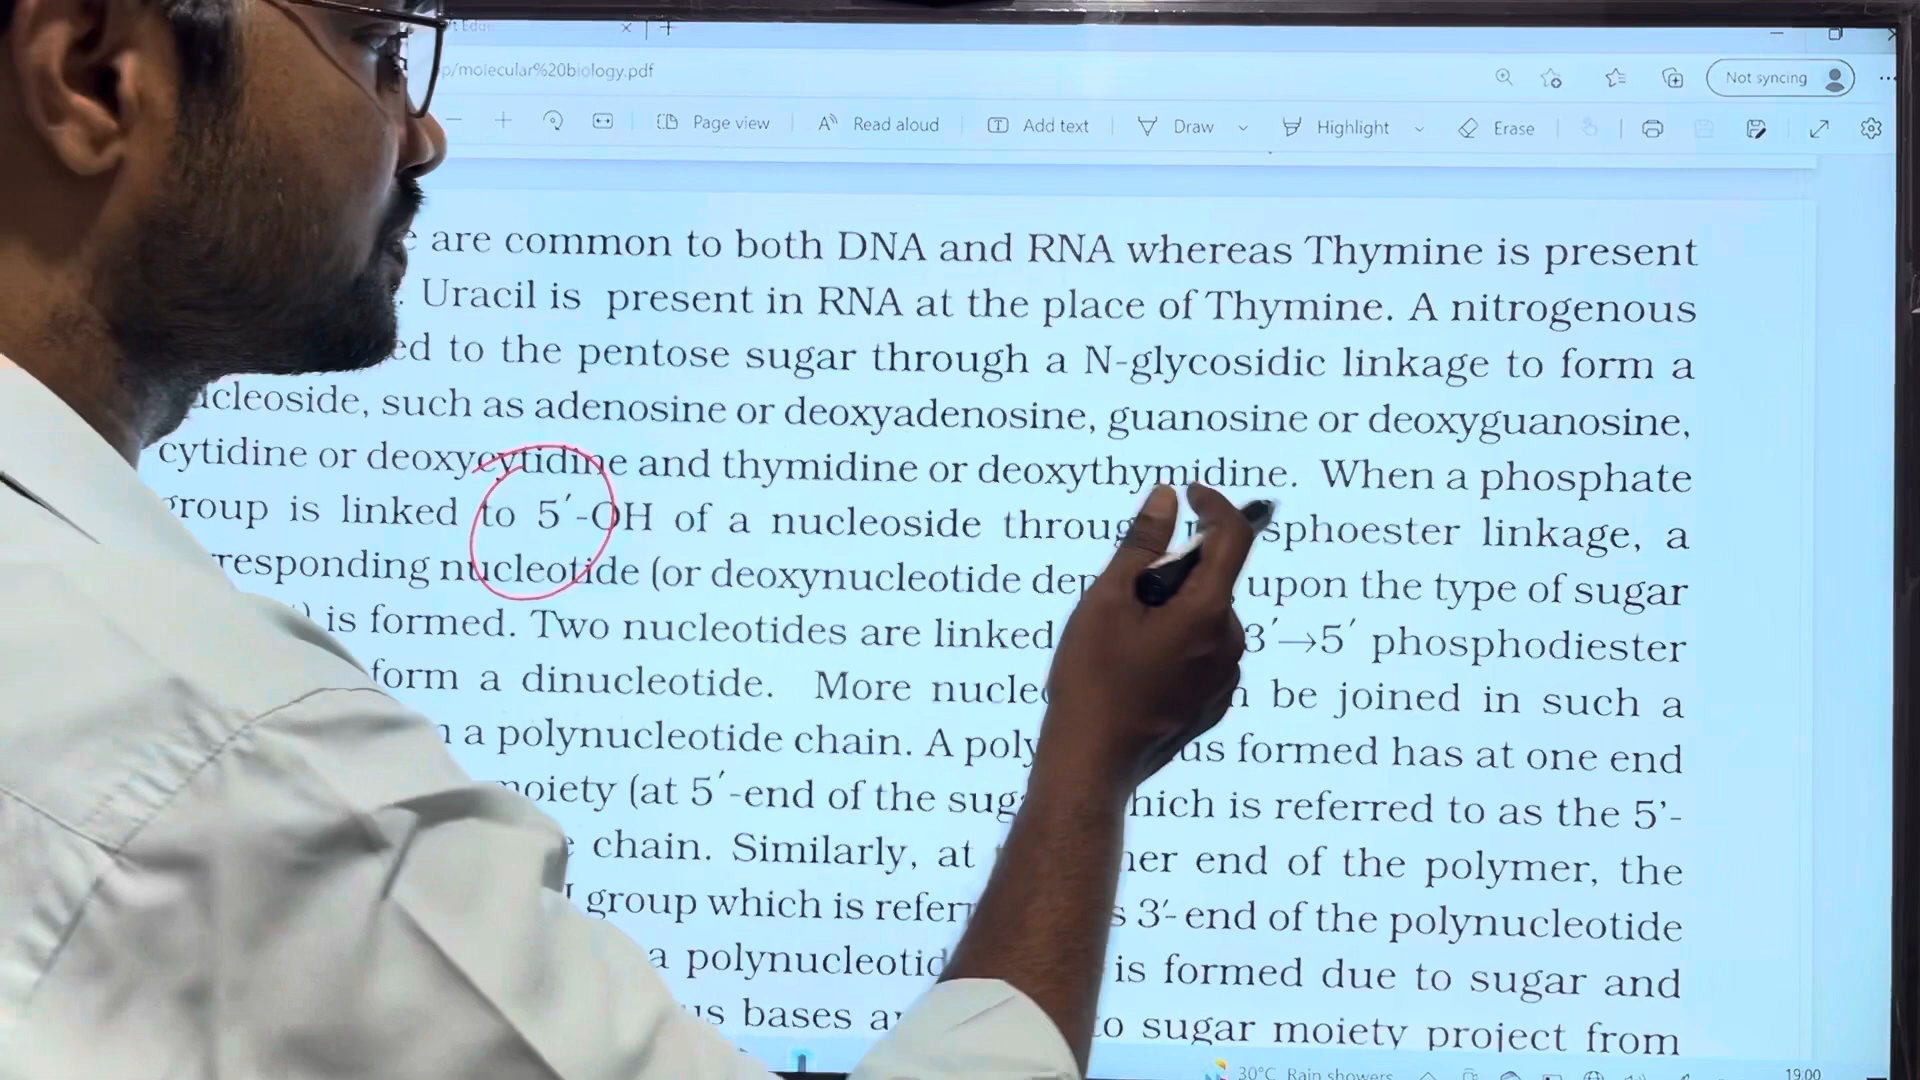 p/molecular%20biology.pdf
Not syncing
Page view Read aloud Add text Draw Highlight Erase
are common to both DNA and RNA whereas Thymine is present
. Uracil is present in RNA at the place of Thymine. A nitrogenous
ed to the pentose sugar through a N-glycosidic linkage to form a
cleoside, such as adenosine or deoxyadenosine, guanosine or deoxyguanosine,
cytidine or deoxycytidine and thymidine or deoxythymidine. When a phosphate
group is linked to 5′-OH of a nucleoside throug sphoester linkage, a
responding nucleotide (or deoxynucleotide dep upon the type of sugar
) is formed. Two nucleotides are linked 3′→5′ phosphodiester
form a dinucleotide. More nucleo be joined in such a
a polynucleotide chain. A poly us formed has at one end
moiety (at 5′-end of the sug hich is referred to as the 5’-
chain. Similarly, at her end of the polymer, the
group which is refer s 3′-end of the polynucleotide
a polynucleotid is formed due to sugar and
us bases a to sugar moiety project from
30°C Rain showers
19:00